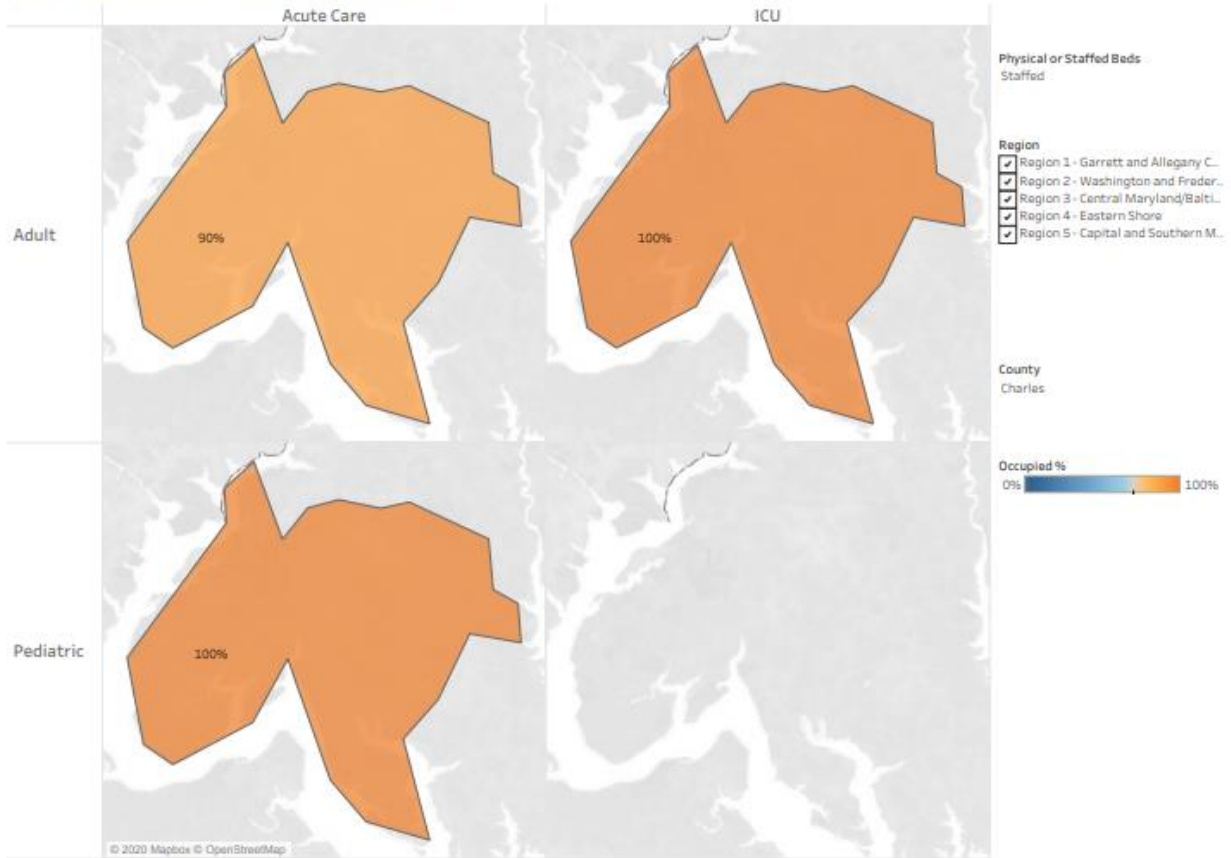 Acute Care
ICU
Physical or Staffed Beds
Staffed
Region
Region 1 - Garrett and Allegany C..
Region 2 - Washington and Freder..
Region 3 - Central Maryland/Balti...
Region 4 - Eastern Shore
Region 5 - Capital and Southern M..
Adult
90%
100%
County
Charles
Occupied %
0%
100%
Pediatric
100%
© 2020 Mapbox © OpenStreetMap